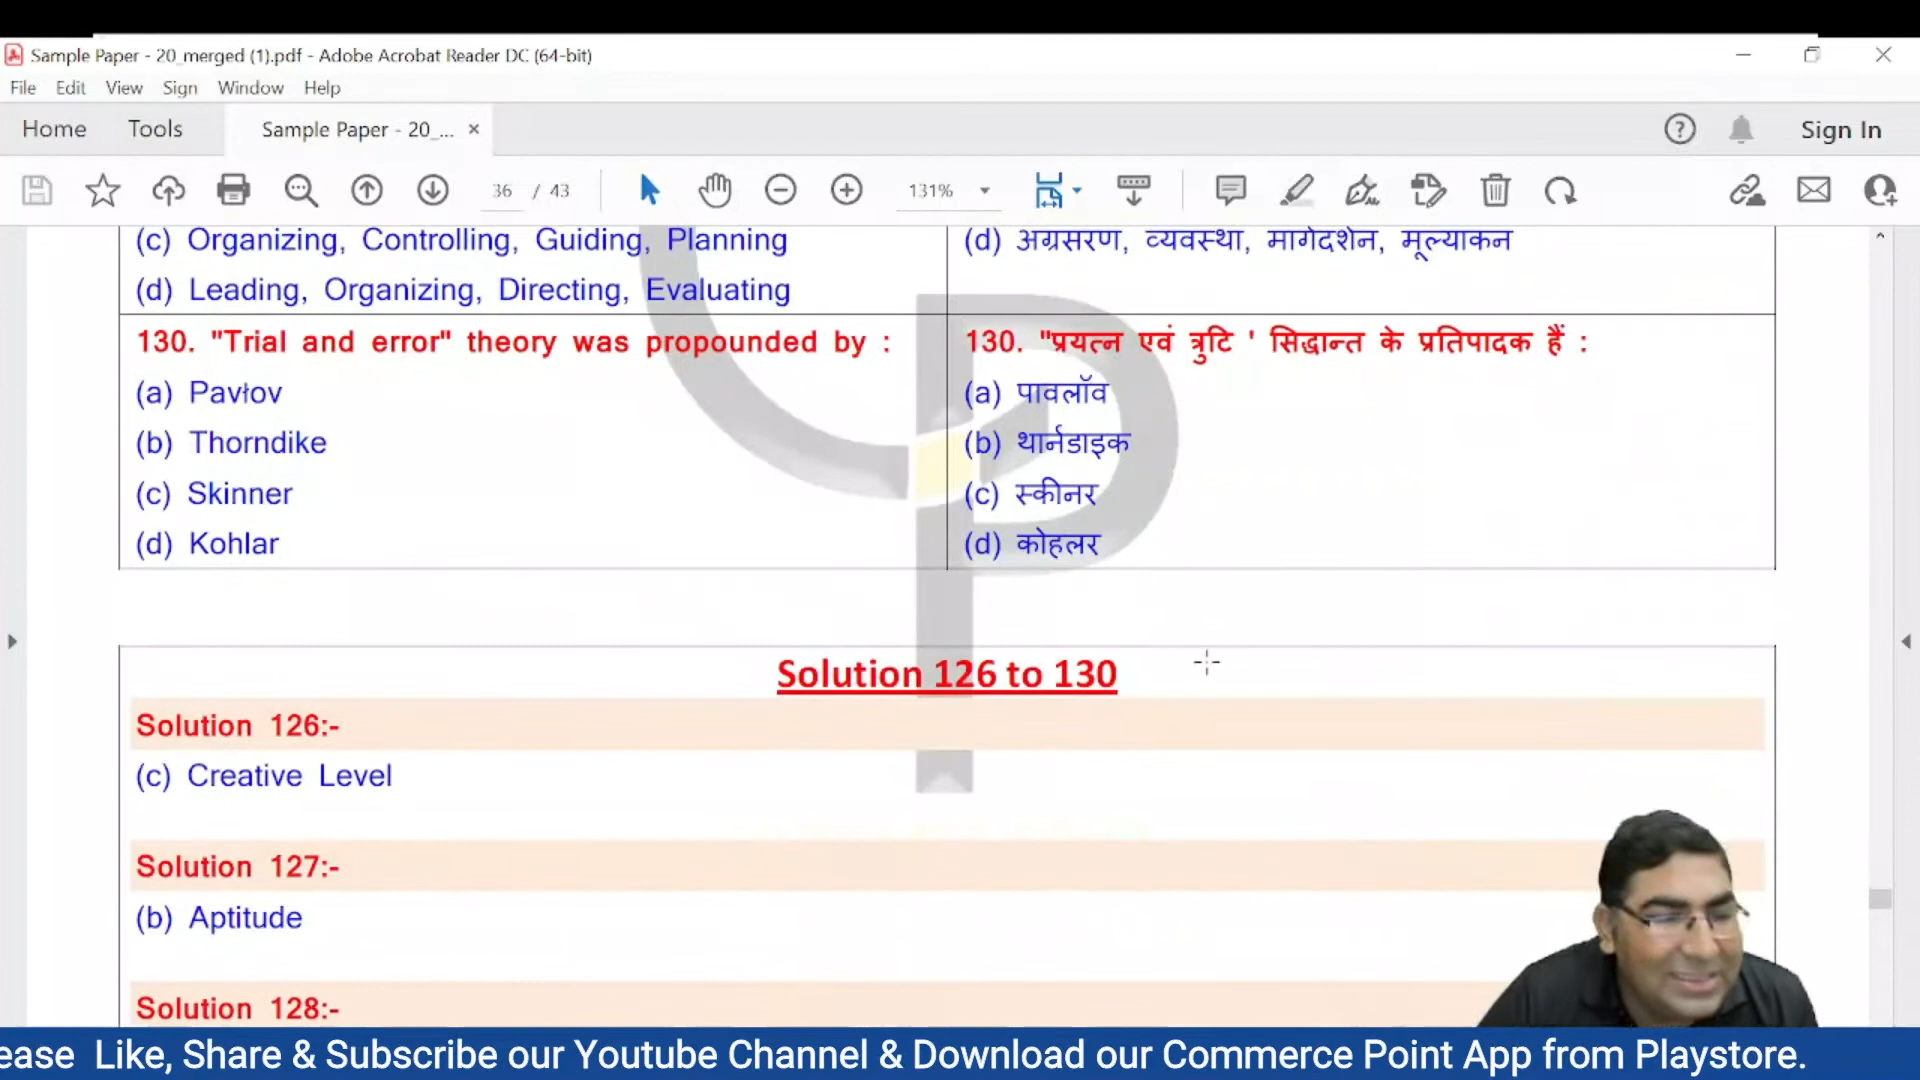 Sample Paper - 20_merged (1).pdf - Adobe Acrobat Reader DC (64-bit)
File Edit View Sign Window Help
Home Tools Sample Paper - 20_... × Sign In
36 / 43 131%
(c) Organizing, Controlling, Guiding, Planning
(d) Leading, Organizing, Directing, Evaluating
(d) अग्रसरण, व्यवस्था, मार्गदर्शन, मूल्यांकन
130. "Trial and error" theory was propounded by :
(a) Pavłov
(b) Thorndike
(c) Skinner
(d) Kohlar
130. "प्रयत्न एवं त्रुटि ' सिद्धान्त के प्रतिपादक हैं :
(a) पावलॉव
(b) थार्नडाइक
(c) स्कीनर
(d) कोहलर
Solution 126 to 130
Solution 126:-
(c) Creative Level
Solution 127:-
(b) Aptitude
Solution 128:-
ease Like, Share & Subscribe our Youtube Channel & Download our Commerce Point App from Playstore.